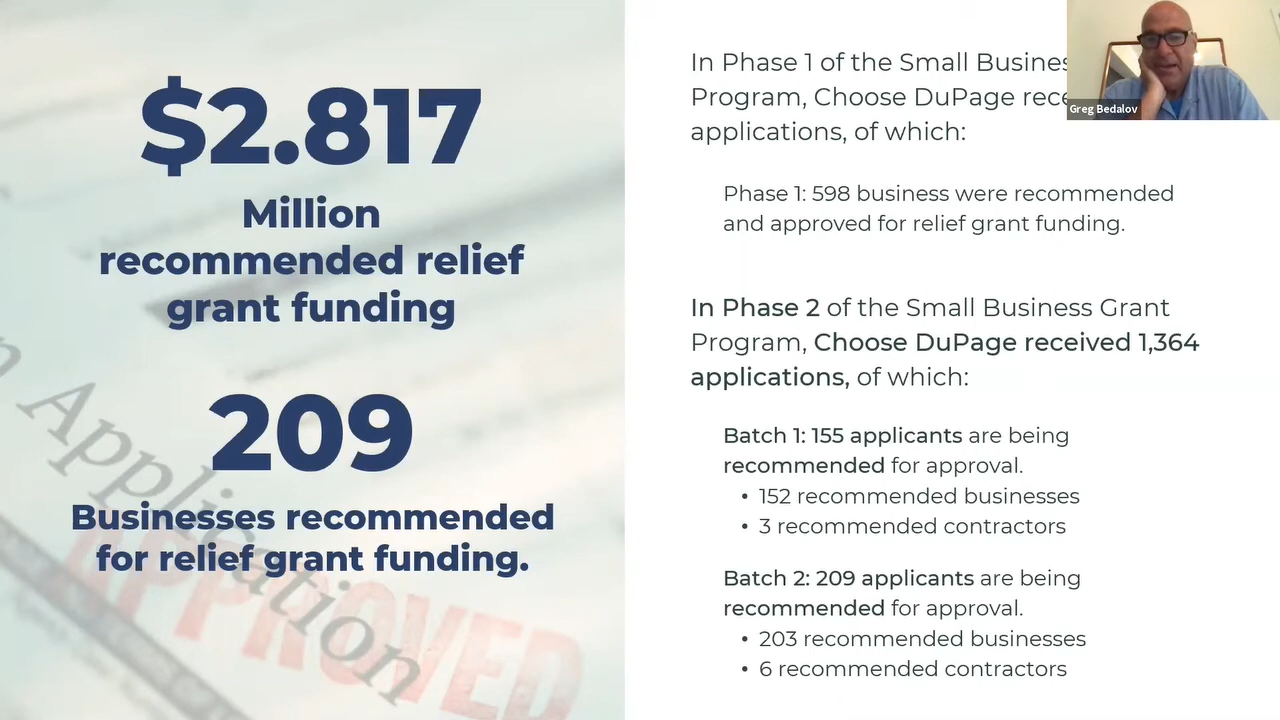 $2.817
Million
recommended relief
grant funding
209
Businesses recommended
for relief grant funding.
Application
APPROVED
In Phase 1 of the Small
Program, Choose DuPage
applications, of which:
Phase 1: 598 business were recommended
and approved for relief grant funding.
In Phase 2 of the Small Business Grant
Program, Choose DuPage received 1,364
applications, of which:
Batch 1: 155 applicants are being
recommended for approval.
• 152 recommended businesses
• 3 recommended contractors
Batch 2: 209 applicants are being
recommended for approval.
• 203 recommended businesses
• 6 recommended contractors
Greg Bedalov